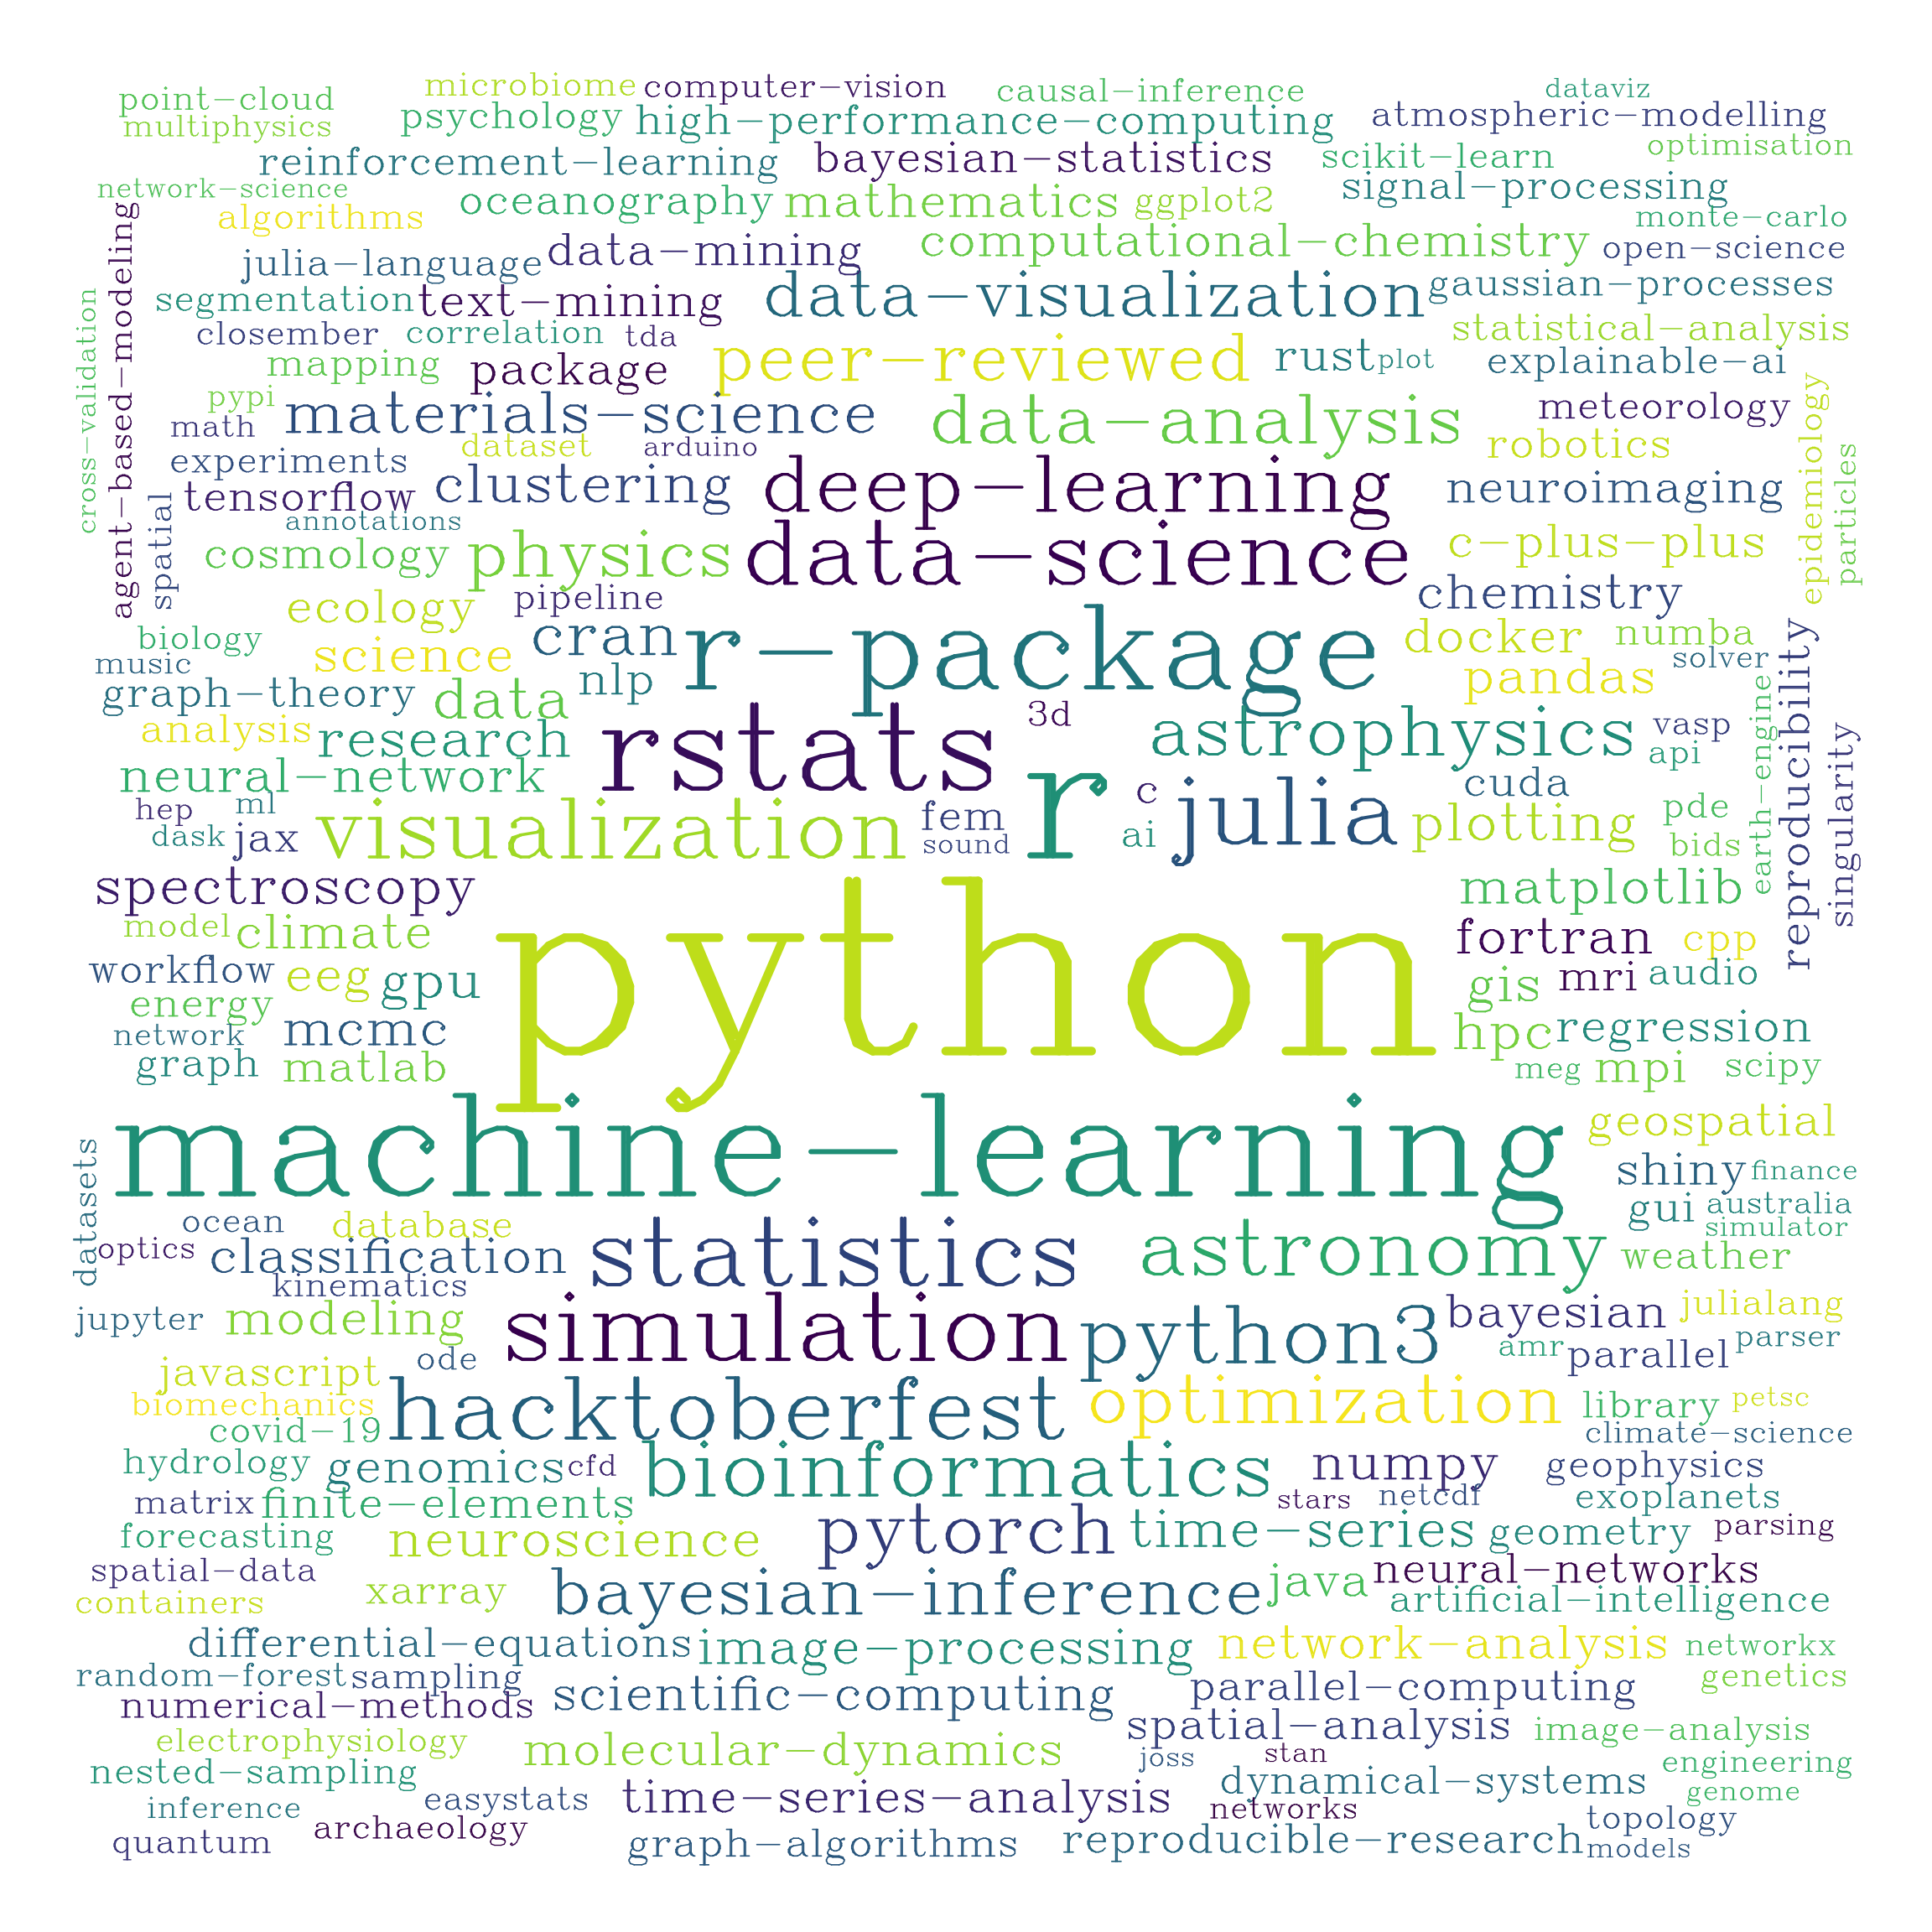 microbiome
computer-vision
causal-inference
dataviz
point-cloud
psychology
high-performance-computing
atmospheric-modelling
multiphysics
reinforcement-learning
bayesian-statistics
scikit-learn
optimisation
network-science
oceanography
mathematics
ggplot2
signal-processing
algorithms
monte-carlo
julia-language
data-mining
computational-chemistry
open-science
segmentation
text-mining
data-visualization
gaussian-processes
closember
correlation
tda
statistical-analysis
mapping
package
peer-reviewed
rust
plot
explainable-ai
cross-validation
agent-based-modeling
pypi
materials-science
data-analysis
meteorology
math
dataset
arduino
robotics
epidemiology
particles
experiments
clustering
deep-learning
neuroimaging
tensorflow
spatial
annotations
cosmology
physics
data-science
c-plus-plus
ecology
pipeline
chemistry
biology
science
cran
r-package
docker
numba
music
nlp
pandas
solver
reproducibility
graph-theory
data
3d
earth-engine
analysis
research
rstats
astrophysics
vasp
api
singularity
neural-network
r
c
julia
cuda
hep
ml
visualization
fem
plotting
pde
dask
jax
sound
ai
bids
spectroscopy
matplotlib
model
climate
python
fortran
cpp
workflow
eeg
gpu
gis
mri
audio
energy
network
mcmc
hpc
regression
graph
matlab
meg
mpi
scipy
machine-learning
geospatial
datasets
shiny
finance
gui
australia
simulator
ocean
database
statistics
astronomy
weather
optics
classification
kinematics
jupyter
modeling
simulation
python3
bayesian
julialang
ode
amr
parallel
parser
javascript
hacktoberfest
optimization
biomechanics
library
petsc
covid-19
climate-science
hydrology
genomics
cfd
bioinformatics
numpy
geophysics
matrix
finite-elements
stars
netcdf
exoplanets
forecasting
neuroscience
pytorch
time-series
geometry
parsing
spatial-data
xarray
bayesian-inference
java
neural-networks
containers
artificial-intelligence
differential-equations
image-processing
network-analysis
networkx
random-forest
sampling
scientific-computing
parallel-computing
genetics
numerical-methods
spatial-analysis
image-analysis
electrophysiology
molecular-dynamics
joss
stan
engineering
nested-sampling
dynamical-systems
genome
inference
easystats
time-series-analysis
networks
topology
quantum
archaeology
graph-algorithms
reproducible-research
models